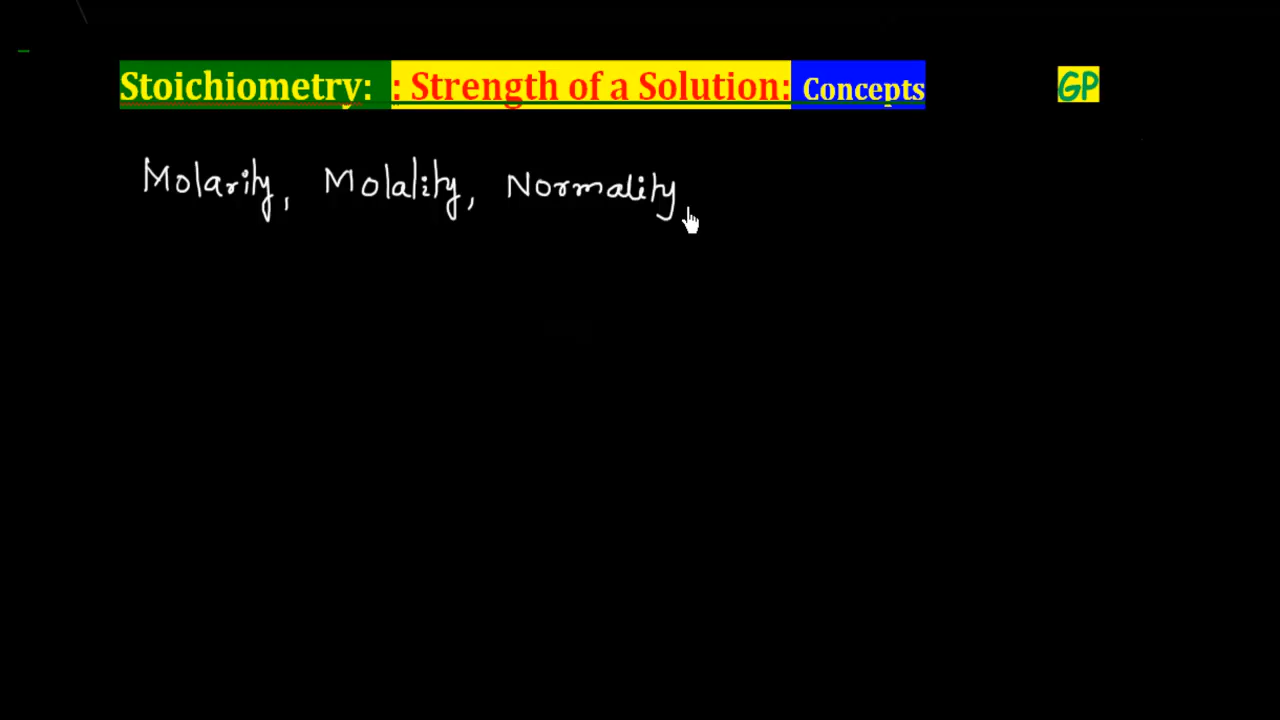 Stoichiometry: : Strength of a Solution: Concepts GP
Molarity, Molality, Normality